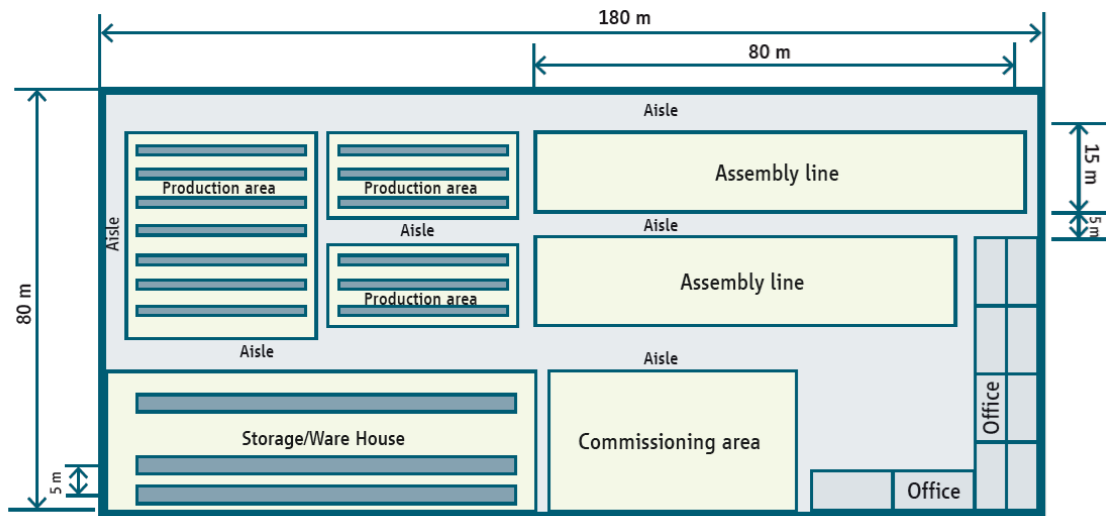 180 m
80 m
Aisle
15 m
Assembly line
Production area
Production area
Aisle
Aisle
5 m
Aisle
Assembly line
Production area
80 m
Aisle
Aisle
Office
Storage/Ware House
Commissioning area
5 m
Office